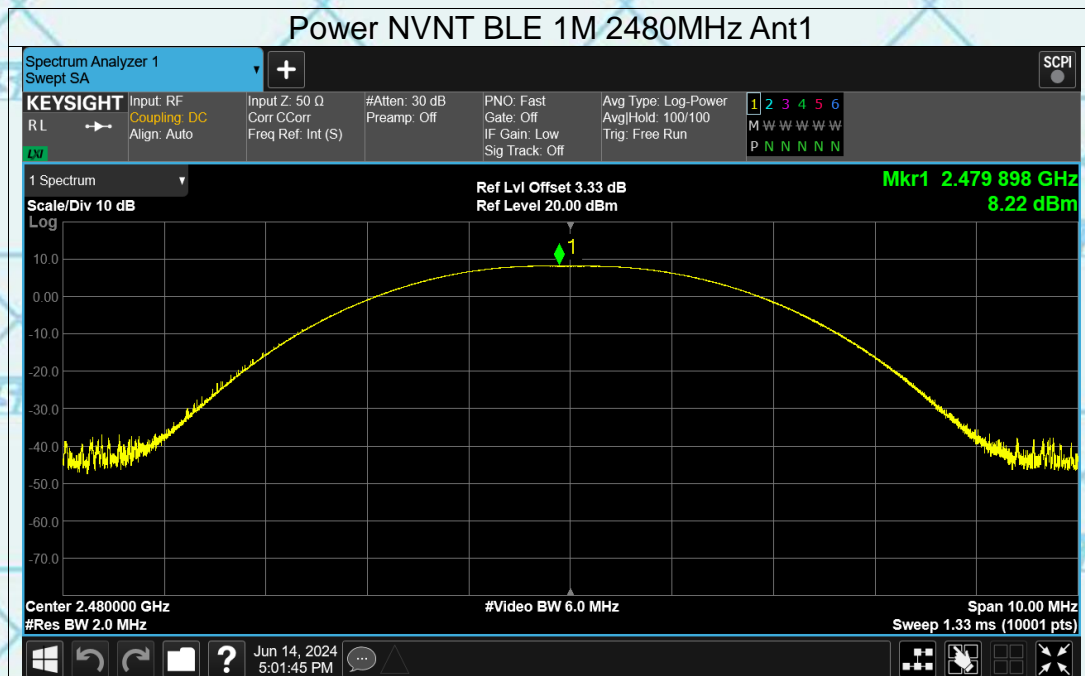 Power NVNT BLE 1M 2480MHz Ant1
Spectrum Analyzer 1
Swept SA
+
SCPI
KEYSIGHT
RL
LXI
Input: RF
Coupling: DC
Align: Auto
Input Z: 50 Ω
Corr CCorr
Freq Ref: Int (S)
#Atten: 30 dB
Preamp: Off
PNO: Fast
Gate: Off
IF Gain: Low
Sig Track: Off
Avg Type: Log-Power
Avg|Hold: 100/100
Trig: Free Run
1 2 3 4 5 6
M W W W W W
P N N N N N
1 Spectrum
Scale/Div 10 dB
Ref Lvl Offset 3.33 dB
Ref Level 20.00 dBm
Mkr1 2.479 898 GHz
8.22 dBm
Log
1
10.0
0.00
-10.0
-20.0
-30.0
-40.0
-50.0
-60.0
-70.0
Center 2.480000 GHz
#Video BW 6.0 MHz
Span 10.00 MHz
#Res BW 2.0 MHz
Sweep 1.33 ms (10001 pts)
?
Jun 14, 2024
5:01:45 PM